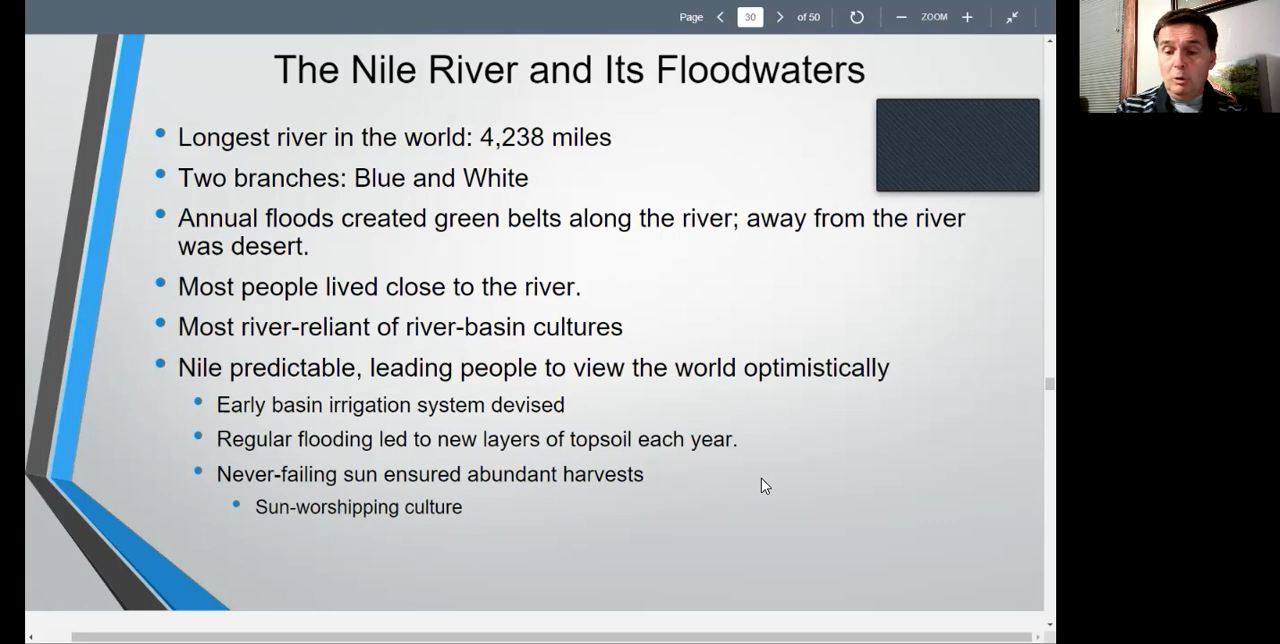 Page 30 of 50 ZOOM
The Nile River and Its Floodwaters
Longest river in the world: 4,238 miles
Two branches: Blue and White
Annual floods created green belts along the river; away from the river
was desert.
Most people lived close to the river.
Most river-reliant of river-basin cultures
Nile predictable, leading people to view the world optimistically
Early basin irrigation system devised
Regular flooding led to new layers of topsoil each year.
Never-failing sun ensured abundant harvests
Sun-worshipping culture